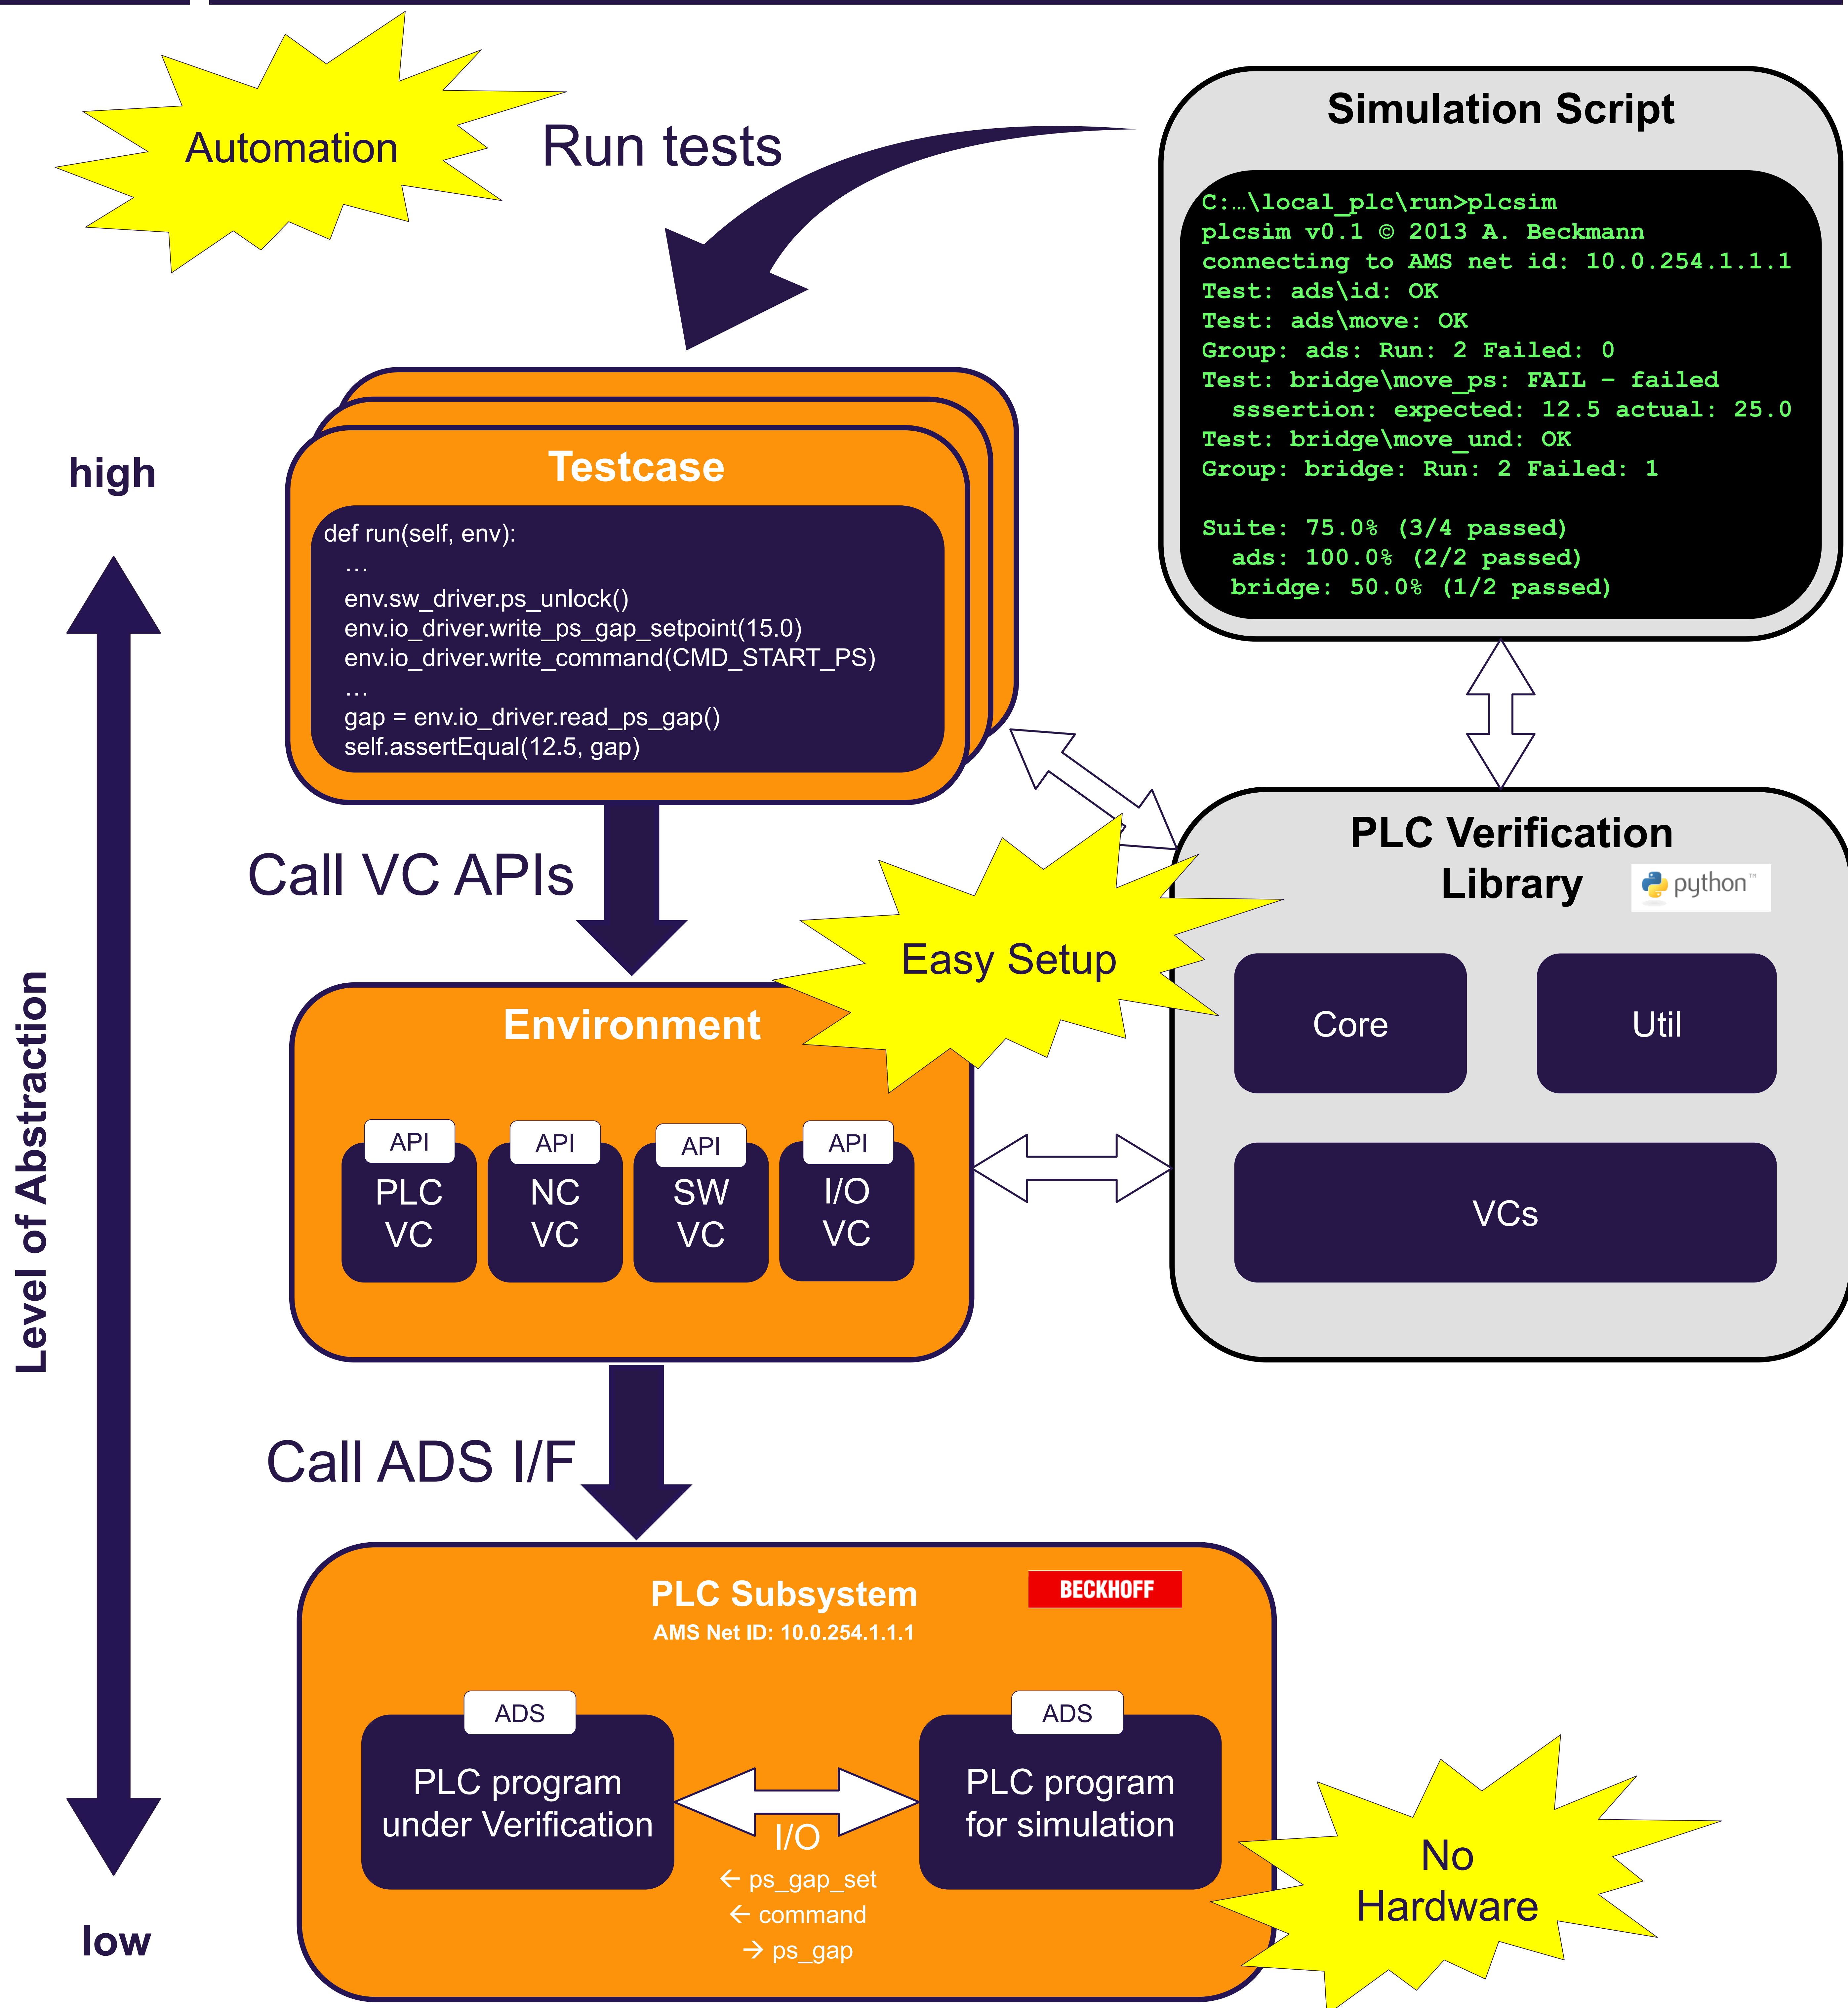 Automation
Run tests
Simulation Script
C:…\local_plc\run>plcsim
plcsim v0.1 © 2013 A. Beckmann
connecting to AMS net id: 10.0.254.1.1.1
Test: ads\id: OK
Test: ads\move: OK
Group: ads: Run: 2 Failed: 0
Test: bridge\move_ps: FAIL – failed
sssertion: expected: 12.5 actual: 25.0
Test: bridge\move_und: OK
Group: bridge: Run: 2 Failed: 1
Suite: 75.0% (3/4 passed)
ads: 100.0% (2/2 passed)
bridge: 50.0% (1/2 passed)
high
Level of Abstraction
low
Testcase
def run(self, env):
…
env.sw_driver.ps_unlock()
env.io_driver.write_ps_gap_setpoint(15.0)
env.io_driver.write_command(CMD_START_PS)
…
gap = env.io_driver.read_ps_gap()
self.assertEqual(12.5, gap)
Call VC APIs
Easy Setup
PLC Verification
Library
python™
Core
Util
VCs
Environment
API
PLC
VC
API
NC
VC
API
SW
VC
API
I/O
VC
Call ADS I/F
PLC Subsystem
BECKHOFF
AMS Net ID: 10.0.254.1.1.1
ADS
PLC program
under Verification
ADS
PLC program
for simulation
I/O
← ps_gap_set
← command
→ ps_gap
No
Hardware